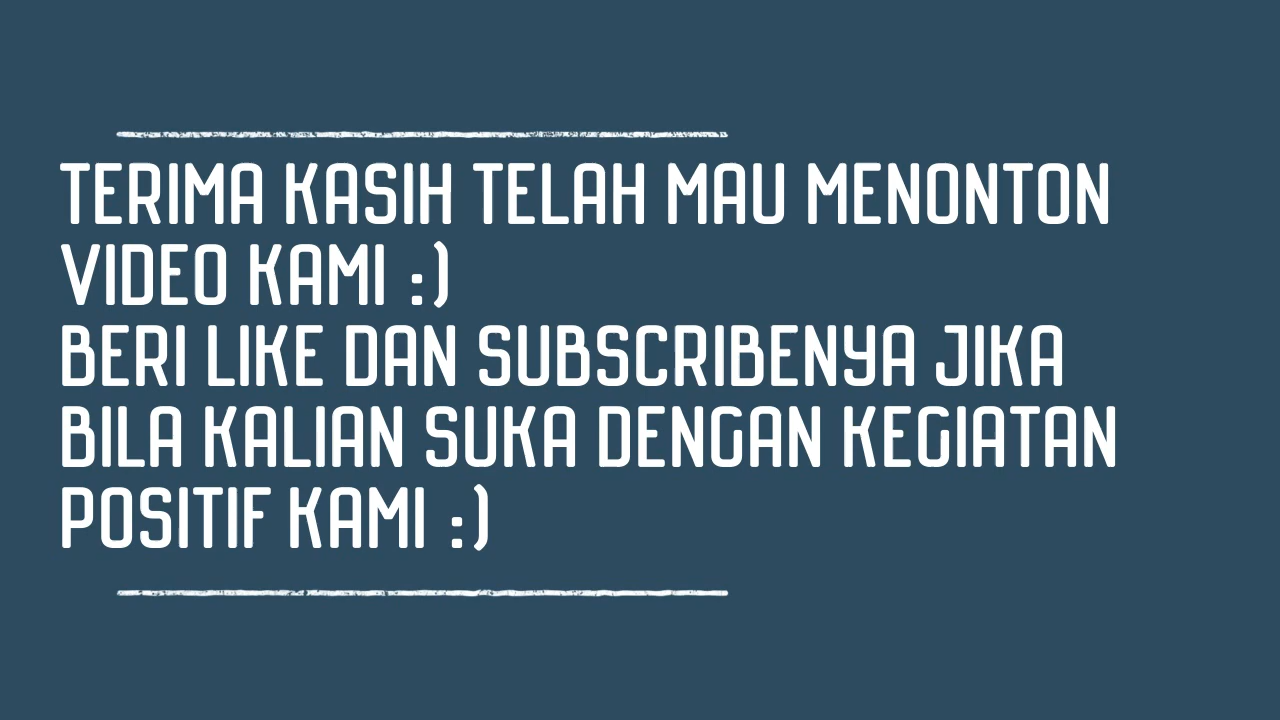 TERIMA KASIH TELAH MAU MENONTON
VIDEO KAMI :)
BERI LIKE DAN SUBSCRIBENYA JIKA
BILA KALIAN SUKA DENGAN KEGIATAN
POSITIF KAMI :)